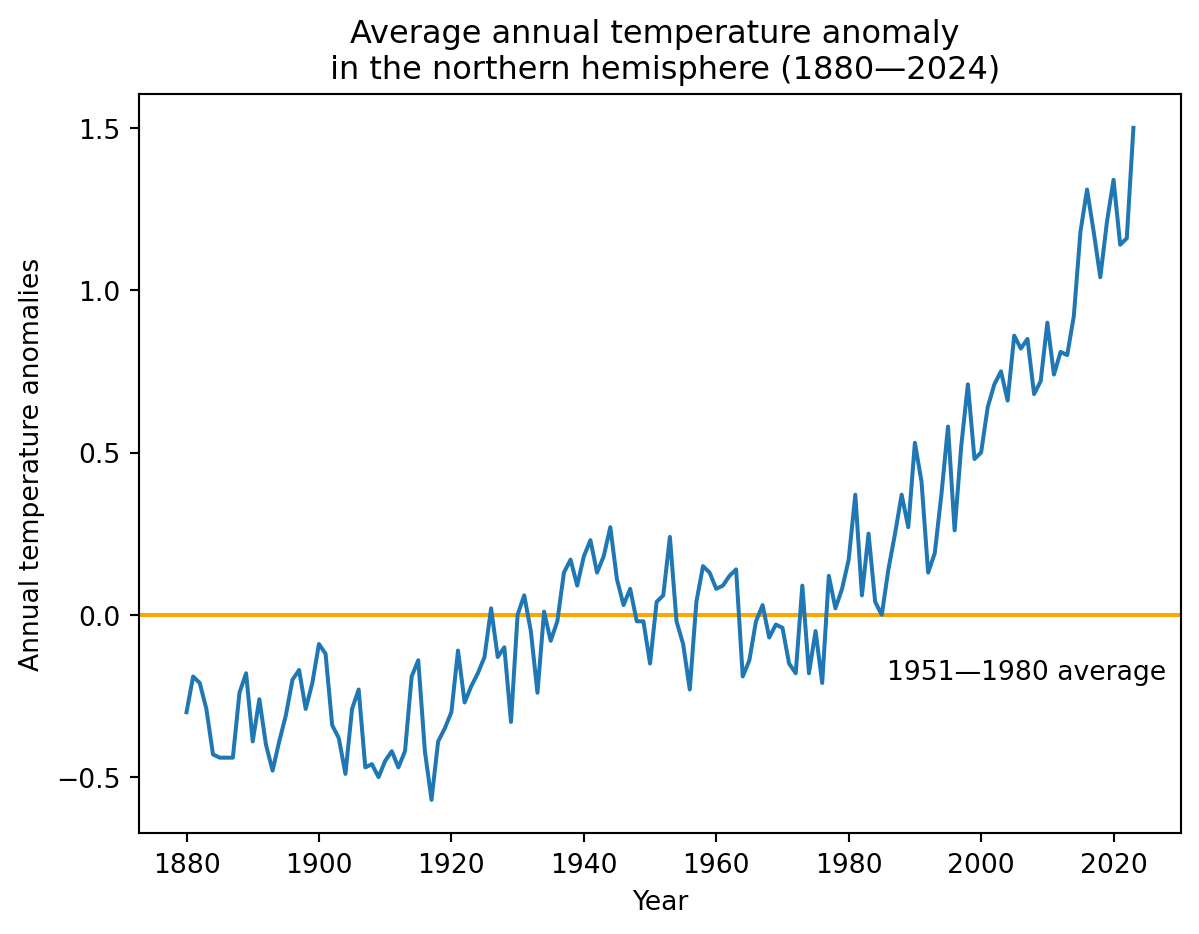 Average annual temperature anomaly
in the northern hemisphere (1880—2024)
Annual temperature anomalies
1.5
1.0
0.5
0.0
−0.5
1951—1980 average
1880 1900 1920 1940 1960 1980 2000 2020
Year